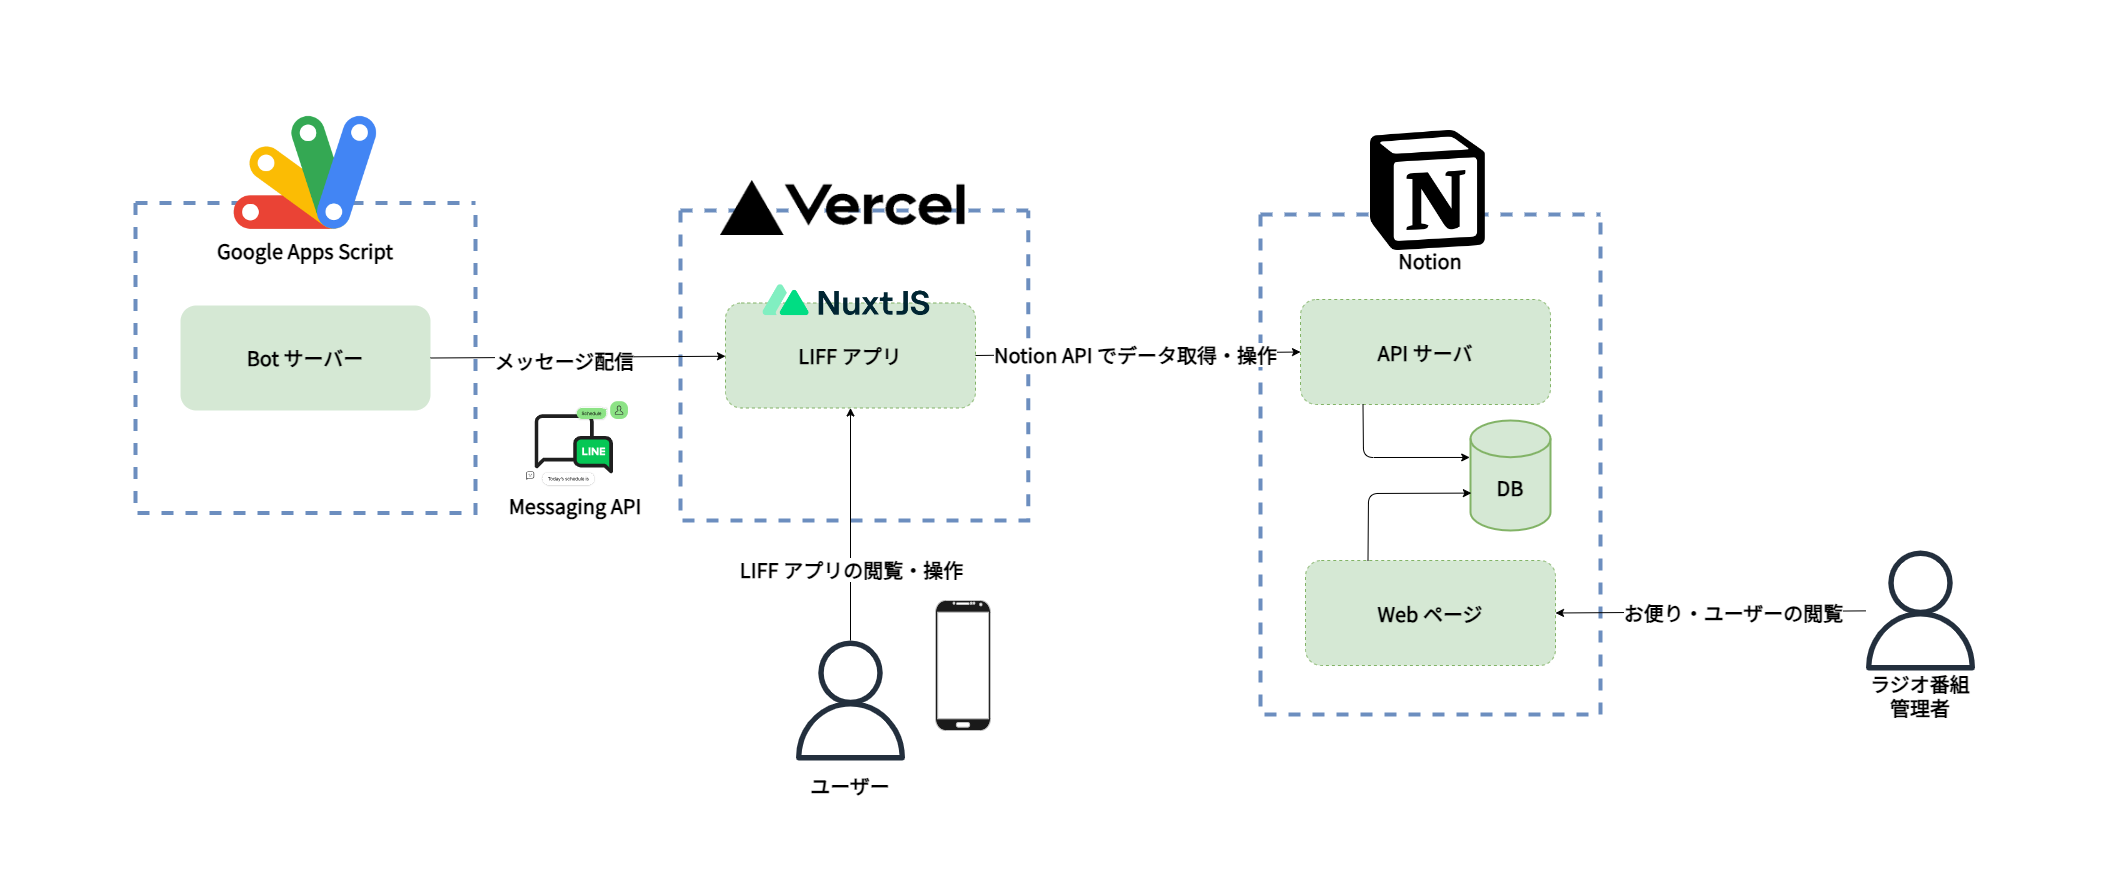 Google Apps Script
Bot サーバー
メッセージ配信
Schedule
LINE
Today's schedule is
Messaging API
Vercel
NuxtJS
LIFF アプリ
LIFF アプリの閲覧・操作
ユーザー
Notion API でデータ取得・操作
N
Notion
API サーバ
DB
Web ページ
お便り・ユーザーの閲覧
ラジオ番組
管理者